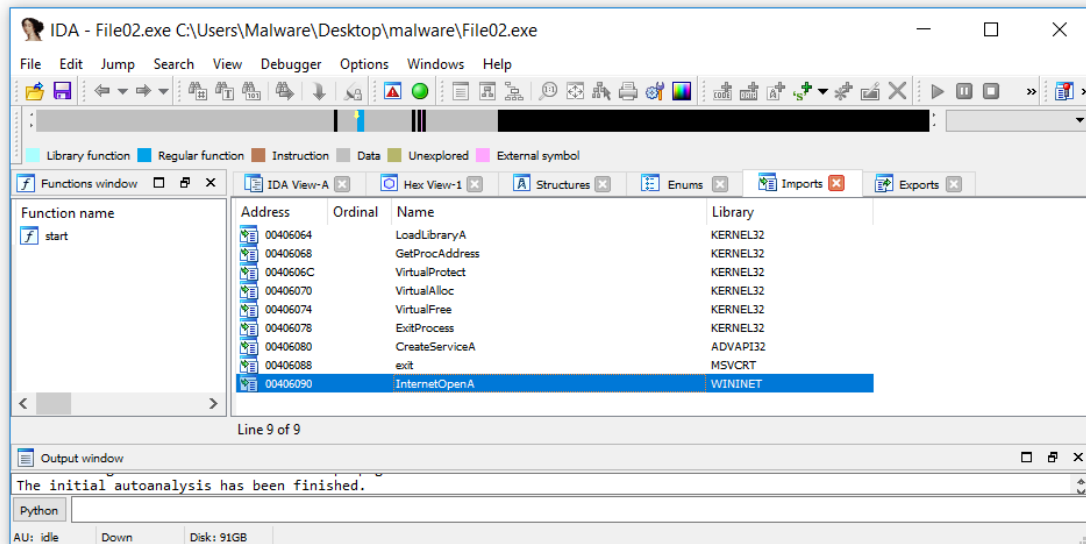 IDA - File02.exe C:\Users\Malware\Desktop\malware\File02.exe
File Edit Jump Search View Debugger Options Windows Help
Library function Regular function Instruction Data Unexplored External symbol
Functions window IDA View-A Hex View-1 Structures Enums Imports Exports
Function name Address Ordinal Name Library
start 00406064 LoadLibraryA KERNEL32
00406068 GetProcAddress KERNEL32
0040606C VirtualProtect KERNEL32
00406070 VirtualAlloc KERNEL32
00406074 VirtualFree KERNEL32
00406078 ExitProcess KERNEL32
00406080 CreateServiceA ADVAPI32
00406088 exit MSVCRT
00406090 InternetOpenA WININET
Line 9 of 9
Output window
The initial autoanalysis has been finished.
Python
AU: idle Down Disk: 91GB